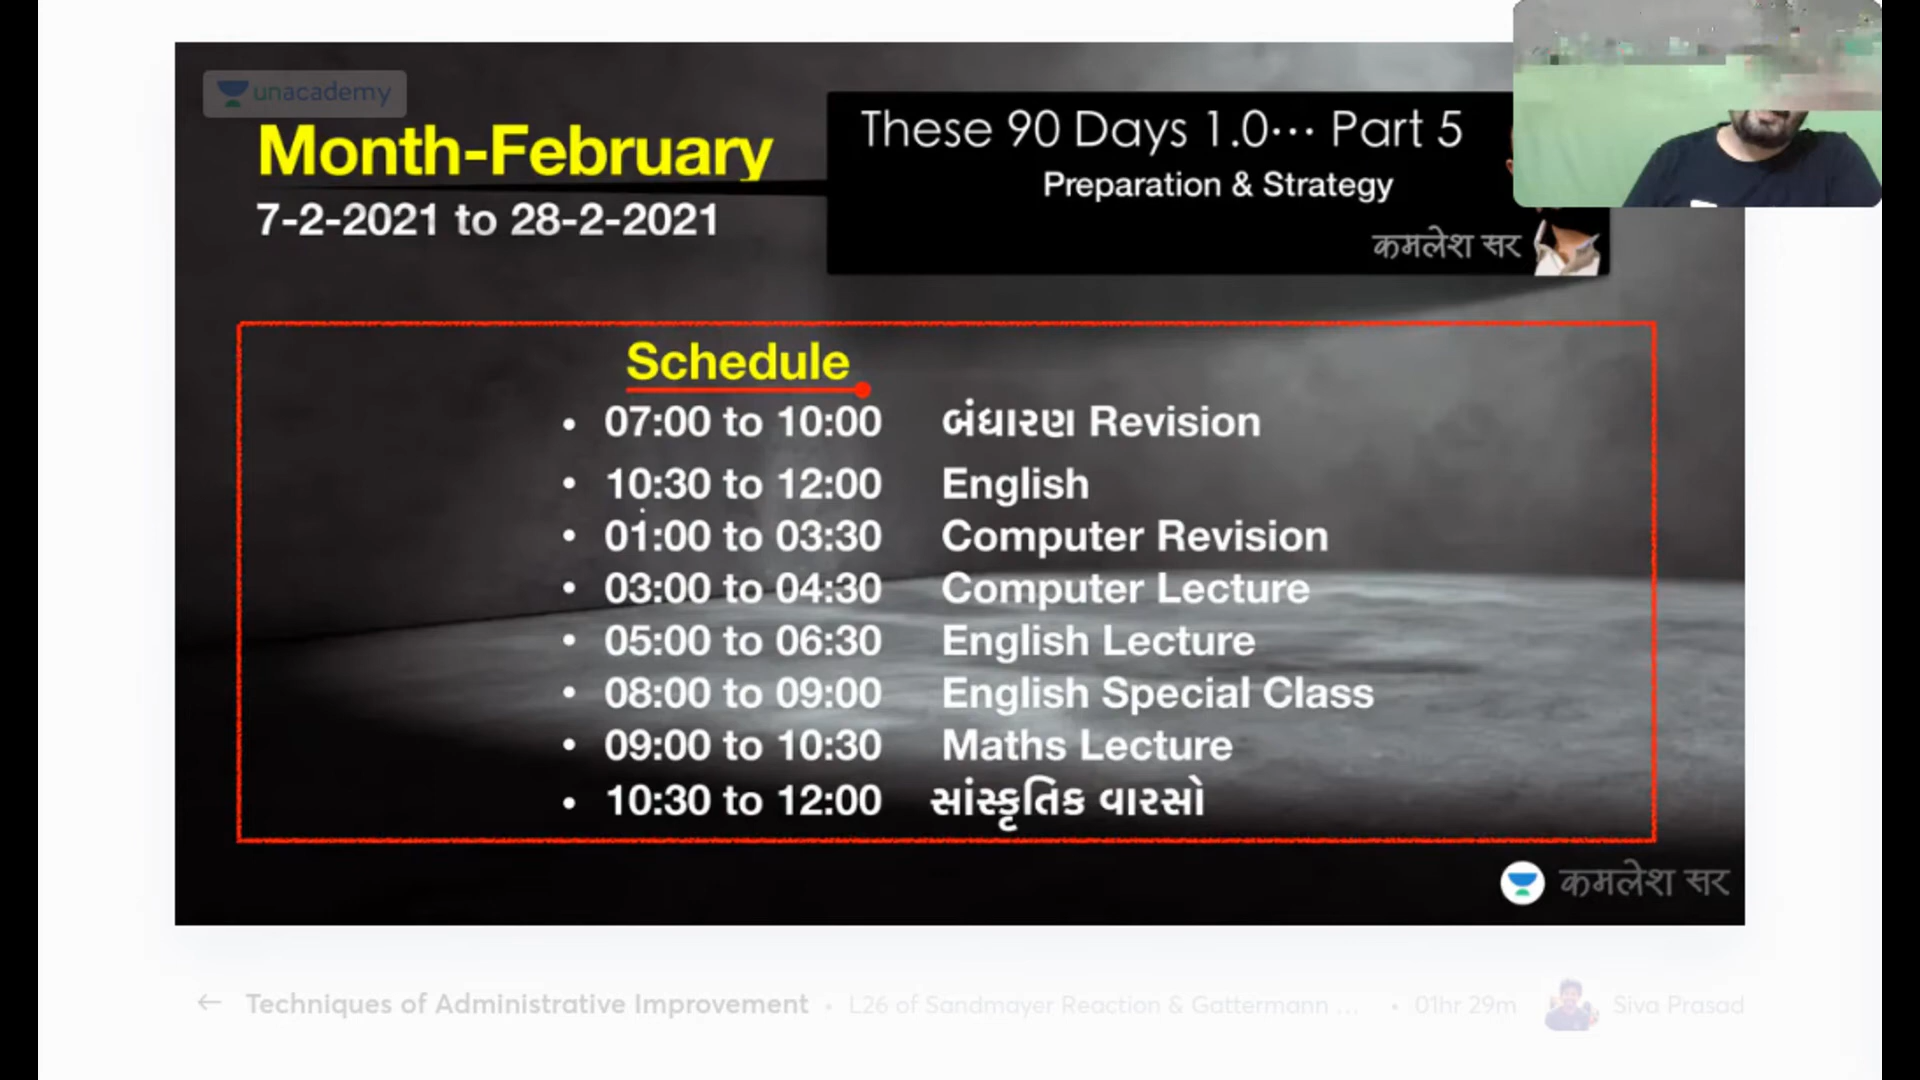 unacademy
Month-February
7-2-2021 to 28-2-2021
These 90 Days 1.0... Part 5
Preparation & Strategy
कमलेश सर
Schedule
• 07:00 to 10:00 બંધારણ Revision
• 10:30 to 12:00 English
• 01:00 to 03:30 Computer Revision
• 03:00 to 04:30 Computer Lecture
• 05:00 to 06:30 English Lecture
• 08:00 to 09:00 English Special Class
• 09:00 to 10:30 Maths Lecture
• 10:30 to 12:00 સાંસ્કૃતિક વારસો
कमलेश सर
← Techniques of Administrative Improvement • L26 of Sandmayer Reaction & Gattermann ... • 01hr 29m Siva Prasad